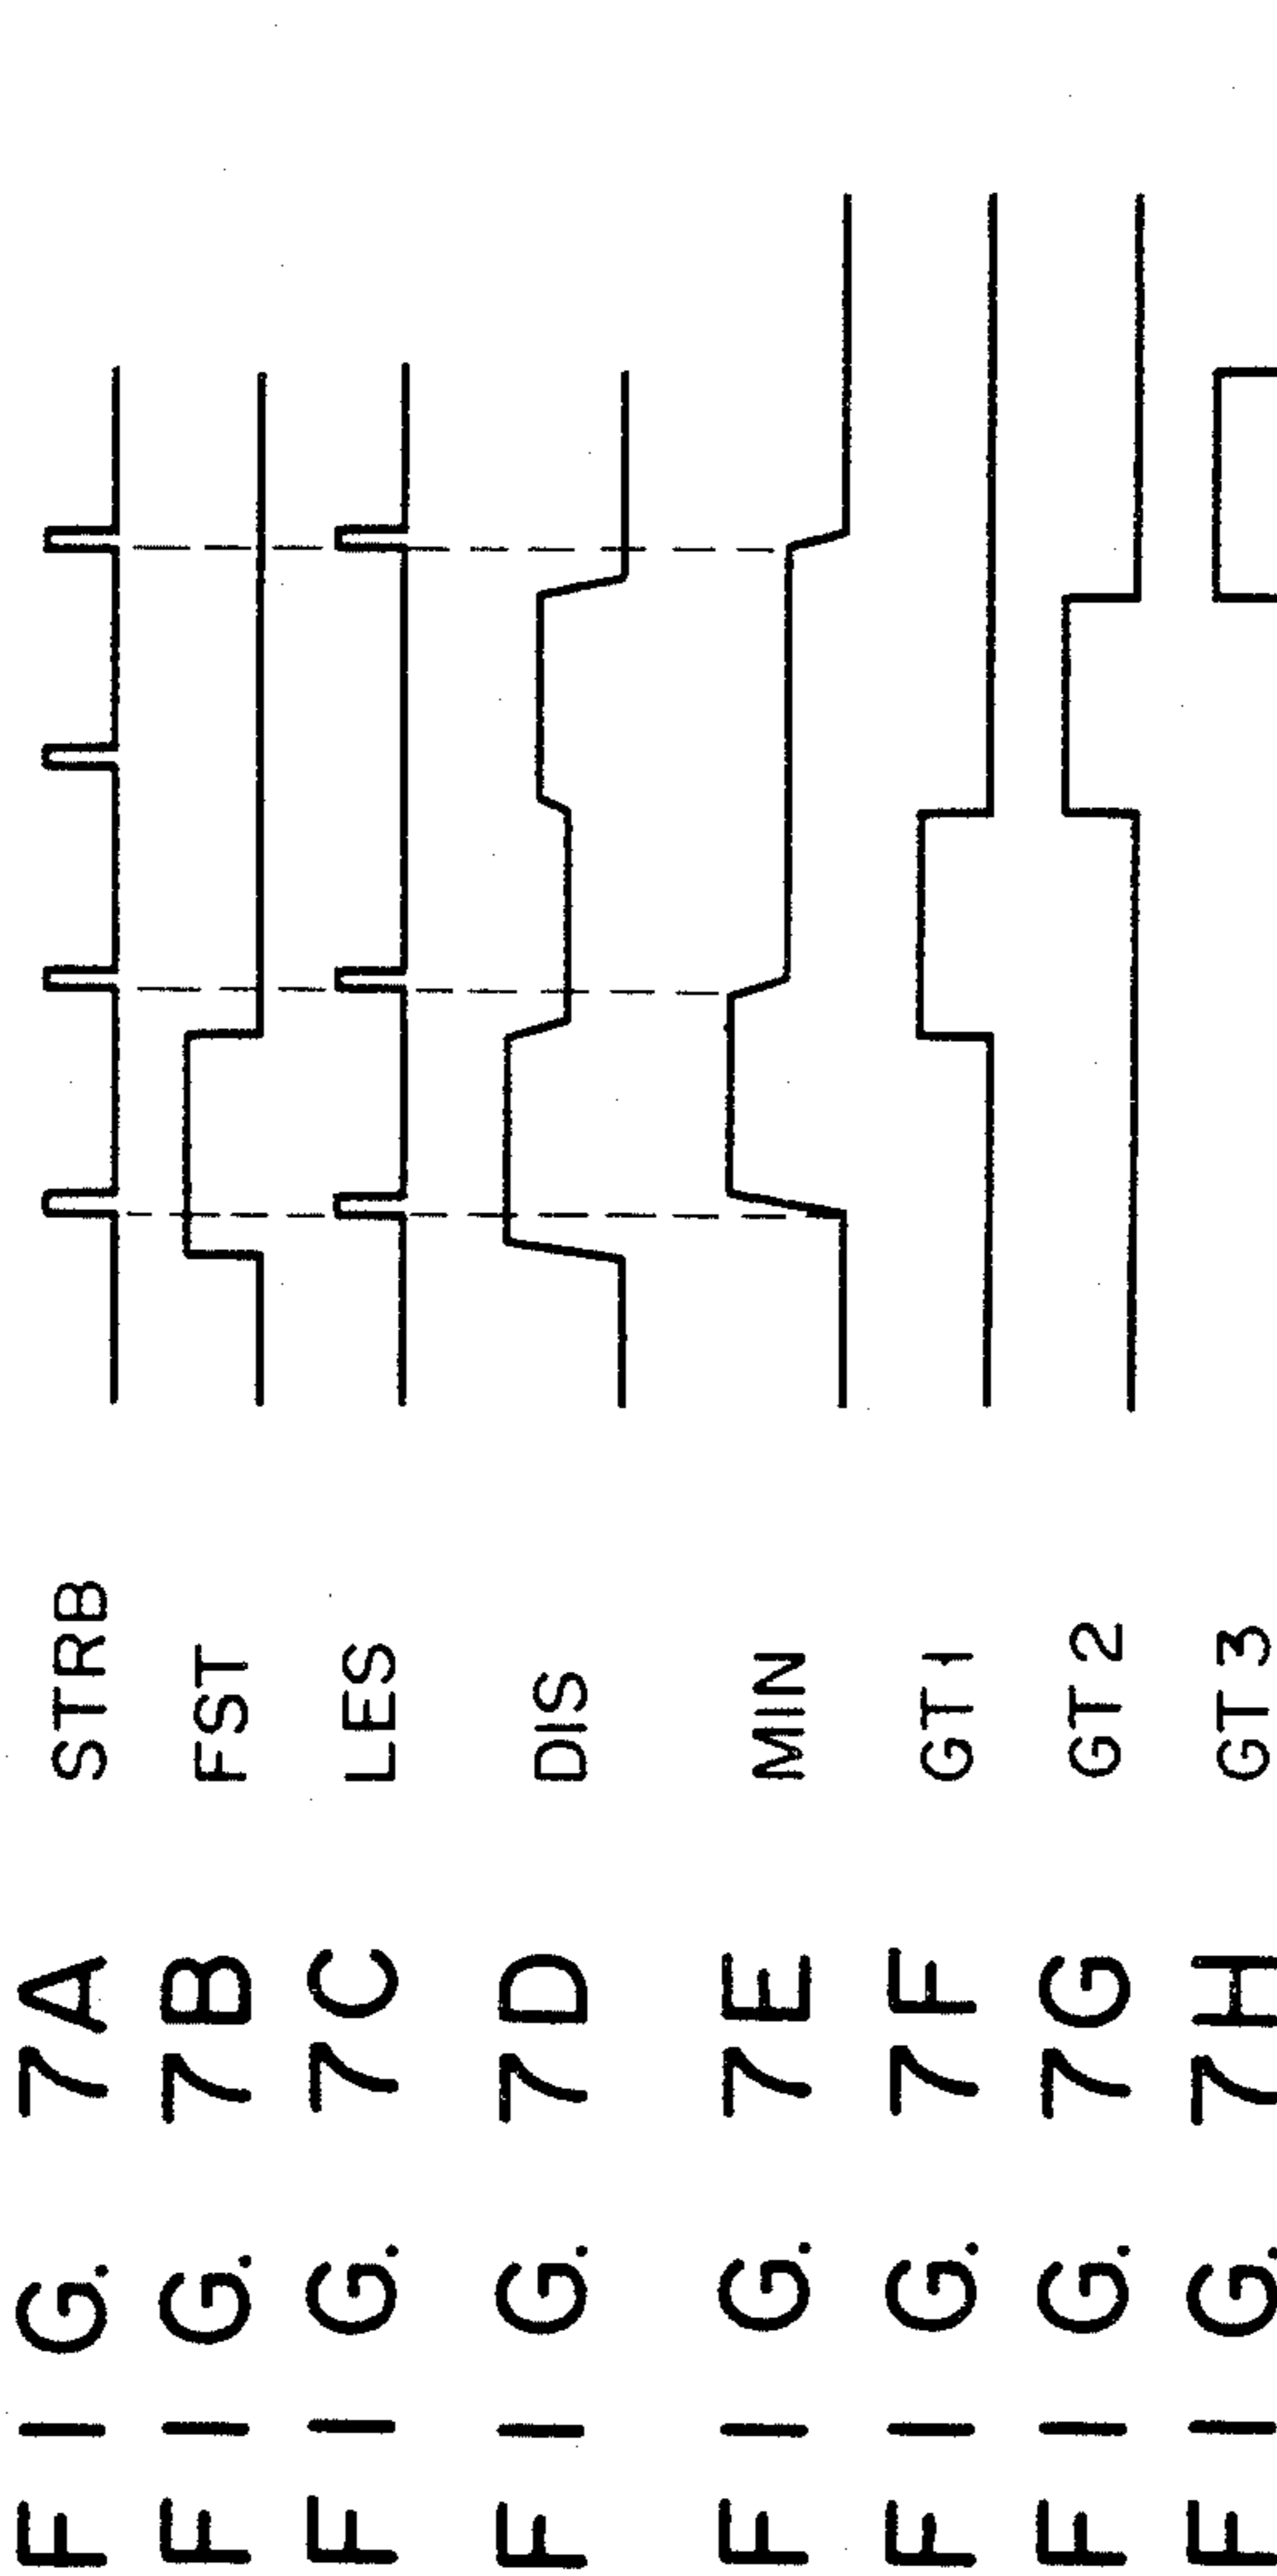 FIG. 7A STRB
FIG. 7B FST
FIG. 7C LES
FIG. 7D DIS
FIG. 7E MIN
FIG. 7F GT1
FIG. 7G GT2
FIG. 7H GT3